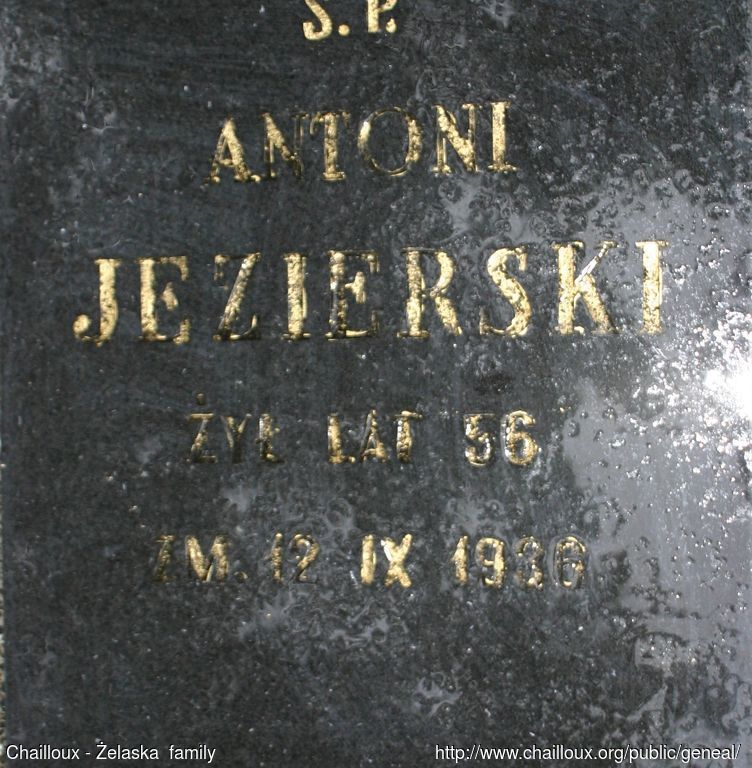 Ś.P.
ANTONI
JEZIERSKI
ŻYŁ LAT 56
ZM. 12 IX 1936
Chailloux - Żelaska family
http://www.chailloux.org/public/geneal/